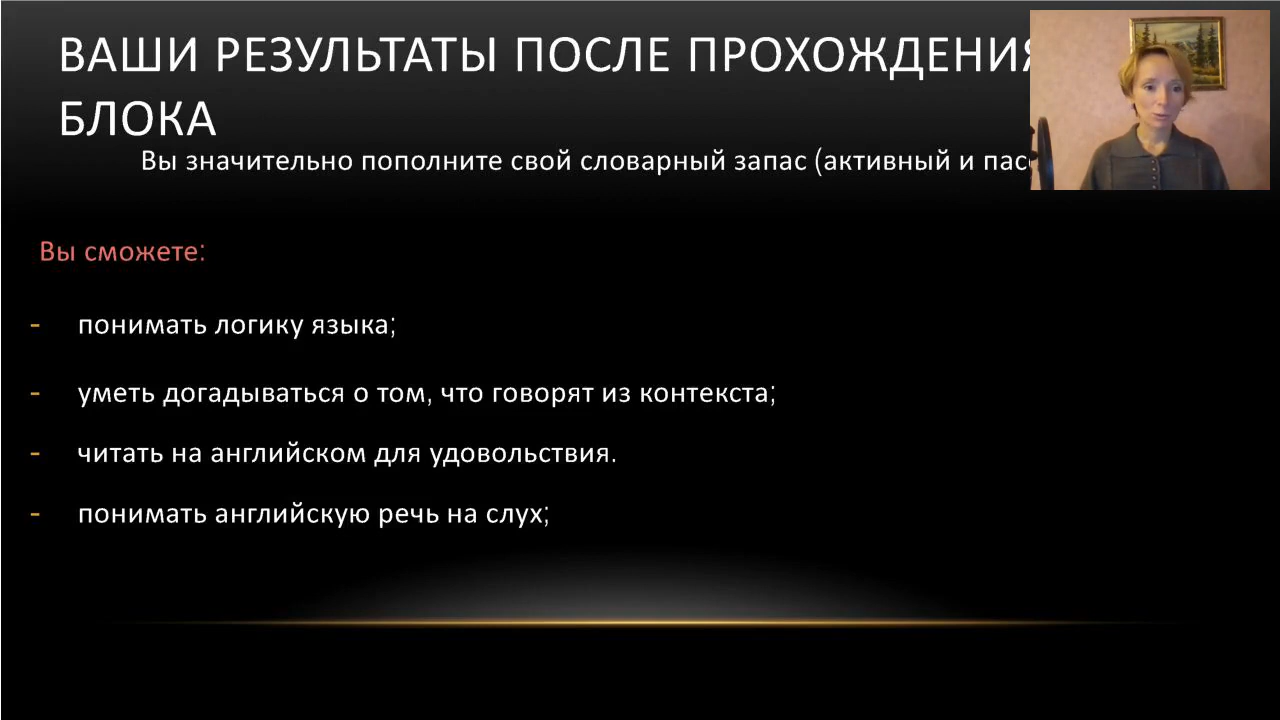 ВАШИ РЕЗУЛЬТАТЫ ПОСЛЕ ПРОХОЖДЕНИЯ
БЛОКА
Вы значительно пополните свой словарный запас (активный и
Вы сможете:
- понимать логику языка;
- уметь догадываться о том, что говорят из контекста;
- читать на английском для удовольствия.
- понимать английскую речь на слух;